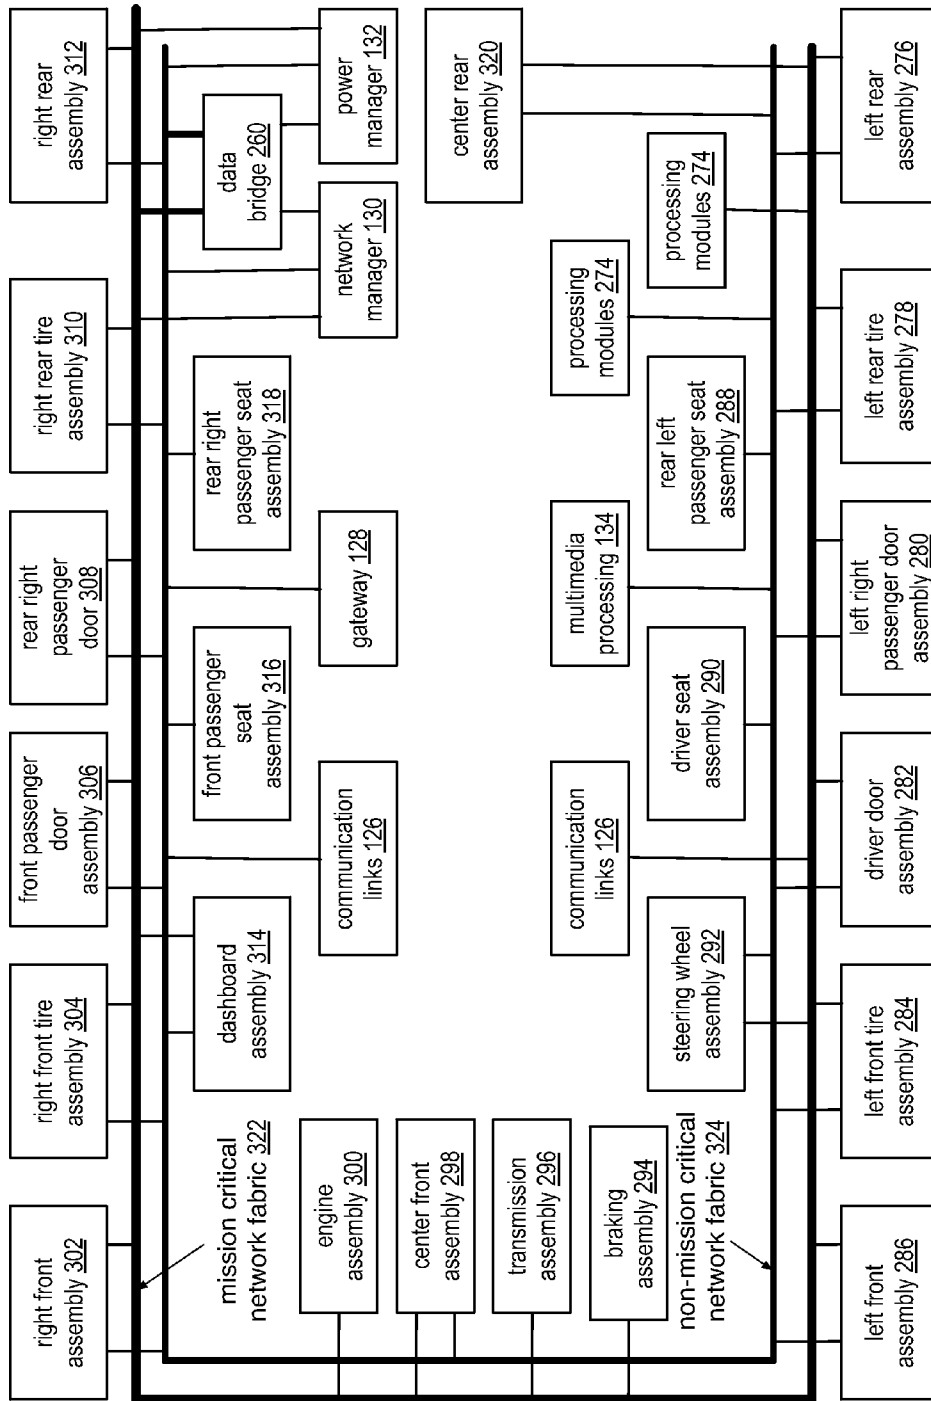 right front
assembly 302
right front tire
assembly 304
front passenger
door
assembly 306
rear right
passenger
door 308
right rear tire
assembly 310
right rear
assembly 312
mission critical
network fabric 322
dashboard
assembly 314
front passenger
seat
assembly 316
rear right
passenger seat
assembly 318
data
bridge 260
engine
assembly 300
communication
links 126
gateway 128
network
manager 130
power
manager 132
center front
assembly 298
center rear
assembly 320
transmission
assembly 296
braking
assembly 294
communication
links 126
multimedia
processing 134
processing
modules 274
non-mission critical
network fabric 324
steering wheel
assembly 292
driver seat
assembly 290
rear left
passenger seat
assembly 288
processing
modules 274
left front
assembly 286
left front tire
assembly 284
driver door
assembly 282
left right
passenger door
assembly 280
left rear tire
assembly 278
left rear
assembly 276